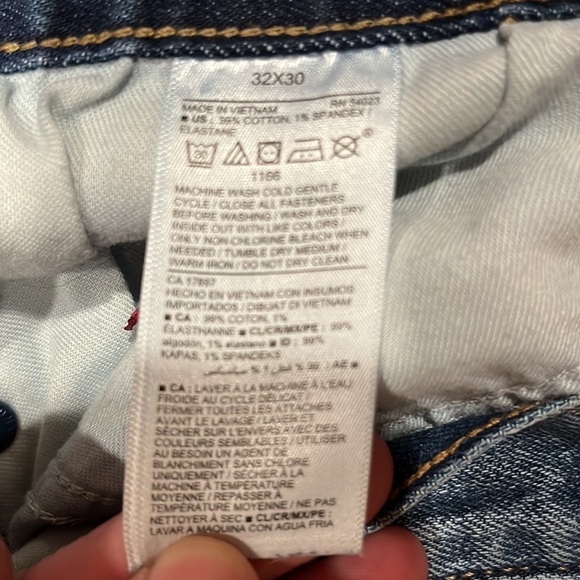 32X30
MADE IN VIETNAM RN 54023
■ US : 99% COTTON, 1% SPANDEX /
ELASTANE
30
1166
MACHINE WASH COLD GENTLE
CYCLE / CLOSE ALL FASTENERS
BEFORE WASHING / WASH AND DRY
INSIDE OUT WITH LIKE COLORS /
ONLY NON CHLORINE BLEACH WHEN
NEEDED / TUMBLE DRY MEDIUM /
WARM IRON / DO NOT DRY CLEAN
CA 17897
HECHO EN VIETNAM CON INSUMOS
IMPORTADOS / DIBUAT DI VIETNAM
■ CA : 99% COTON, 1%
ÉLASTHANNE ■ CL/CR/MX/PE : 99%
algodón, 1% elastano ■ ID : 99%
KAPAS, 1% SPANDEKS
■ AE :
■ CA : LAVER À LA MACHINE À L'EAU
FROIDE AU CYCLE DÉLICAT /
FERMER TOUTES LES ATTACHES
AVANT LE LAVAGE / LAVER ET
SÉCHER SUR L'ENVERS AVEC DES
COULEURS SEMBLABLES / UTILISER
AU BESOIN UN AGENT DE
BLANCHIMENT SANS CHLORE
UNIQUEMENT / SÉCHER À LA
MACHINE À TEMPÉRATURE
MOYENNE / REPASSER À
TEMPÉRATURE MOYENNE / NE PAS
NETTOYER À SEC ■ CL/CR/MX/PE :
LAVAR A MAQUINA CON AGUA FRIA